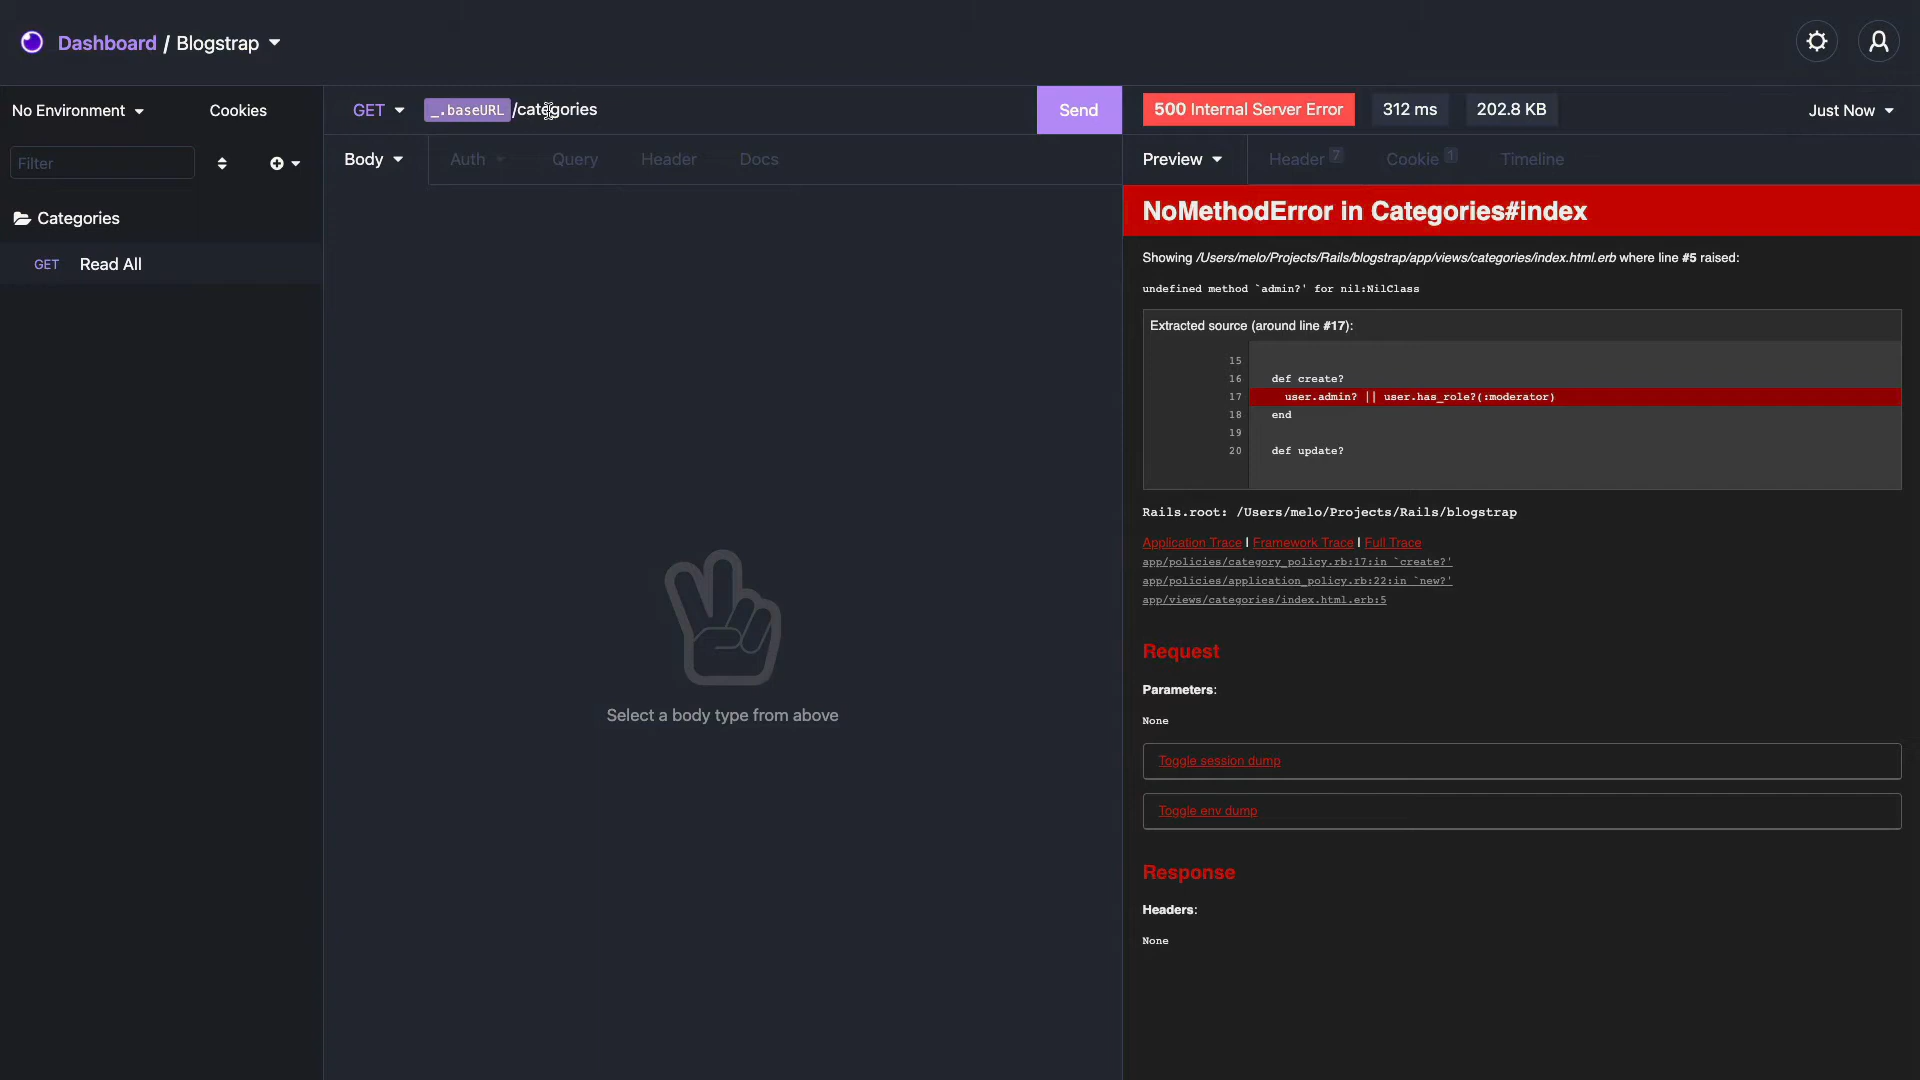 Dashboard / Blogstrap
No Environment
Cookies
Filter
Categories
GET Read All
GET _.baseURL /categories
Send
Body
Auth
Query
Header
Docs
Select a body type from above
500 Internal Server Error
312 ms
202.8 KB
Just Now
Preview
Header 7
Cookie 1
Timeline
NoMethodError in Categories#index
Showing /Users/melo/Projects/Rails/blogstrap/app/views/categories/index.html.erb where line #5 raised:
undefined method `admin?' for nil:NilClass
Extracted source (around line #17):
15
16 def create?
17 user.admin? || user.has_role?(:moderator)
18 end
19
20 def update?
Rails.root: /Users/melo/Projects/Rails/blogstrap
Application Trace | Framework Trace | Full Trace
app/policies/category_policy.rb:17:in `create?'
app/policies/application_policy.rb:22:in `new?'
app/views/categories/index.html.erb:5
Request
Parameters:
None
Toggle session dump
Toggle env dump
Response
Headers:
None